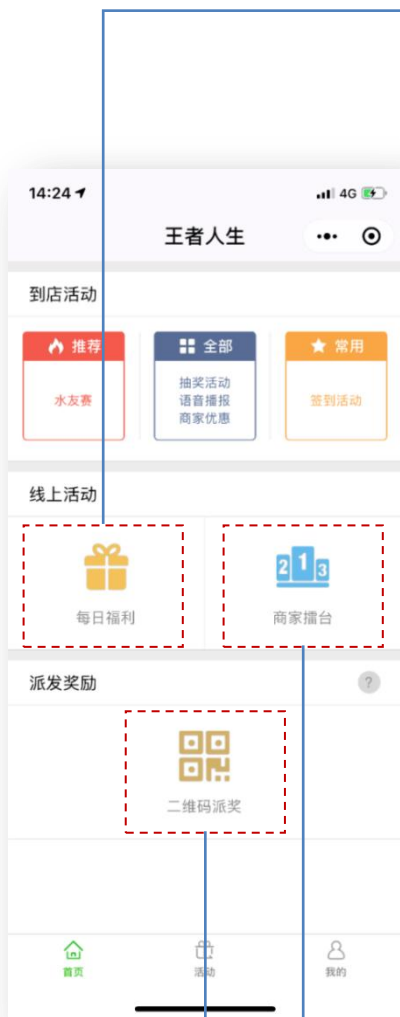 14:24
4G
王者人生
到店活动
推荐
全部
常用
水友赛
抽奖活动
语音播报
商家优惠
签到活动
线上活动
2 1 3
每日福利
商家擂台
派发奖励
?
二维码派奖
首页
活动
我的